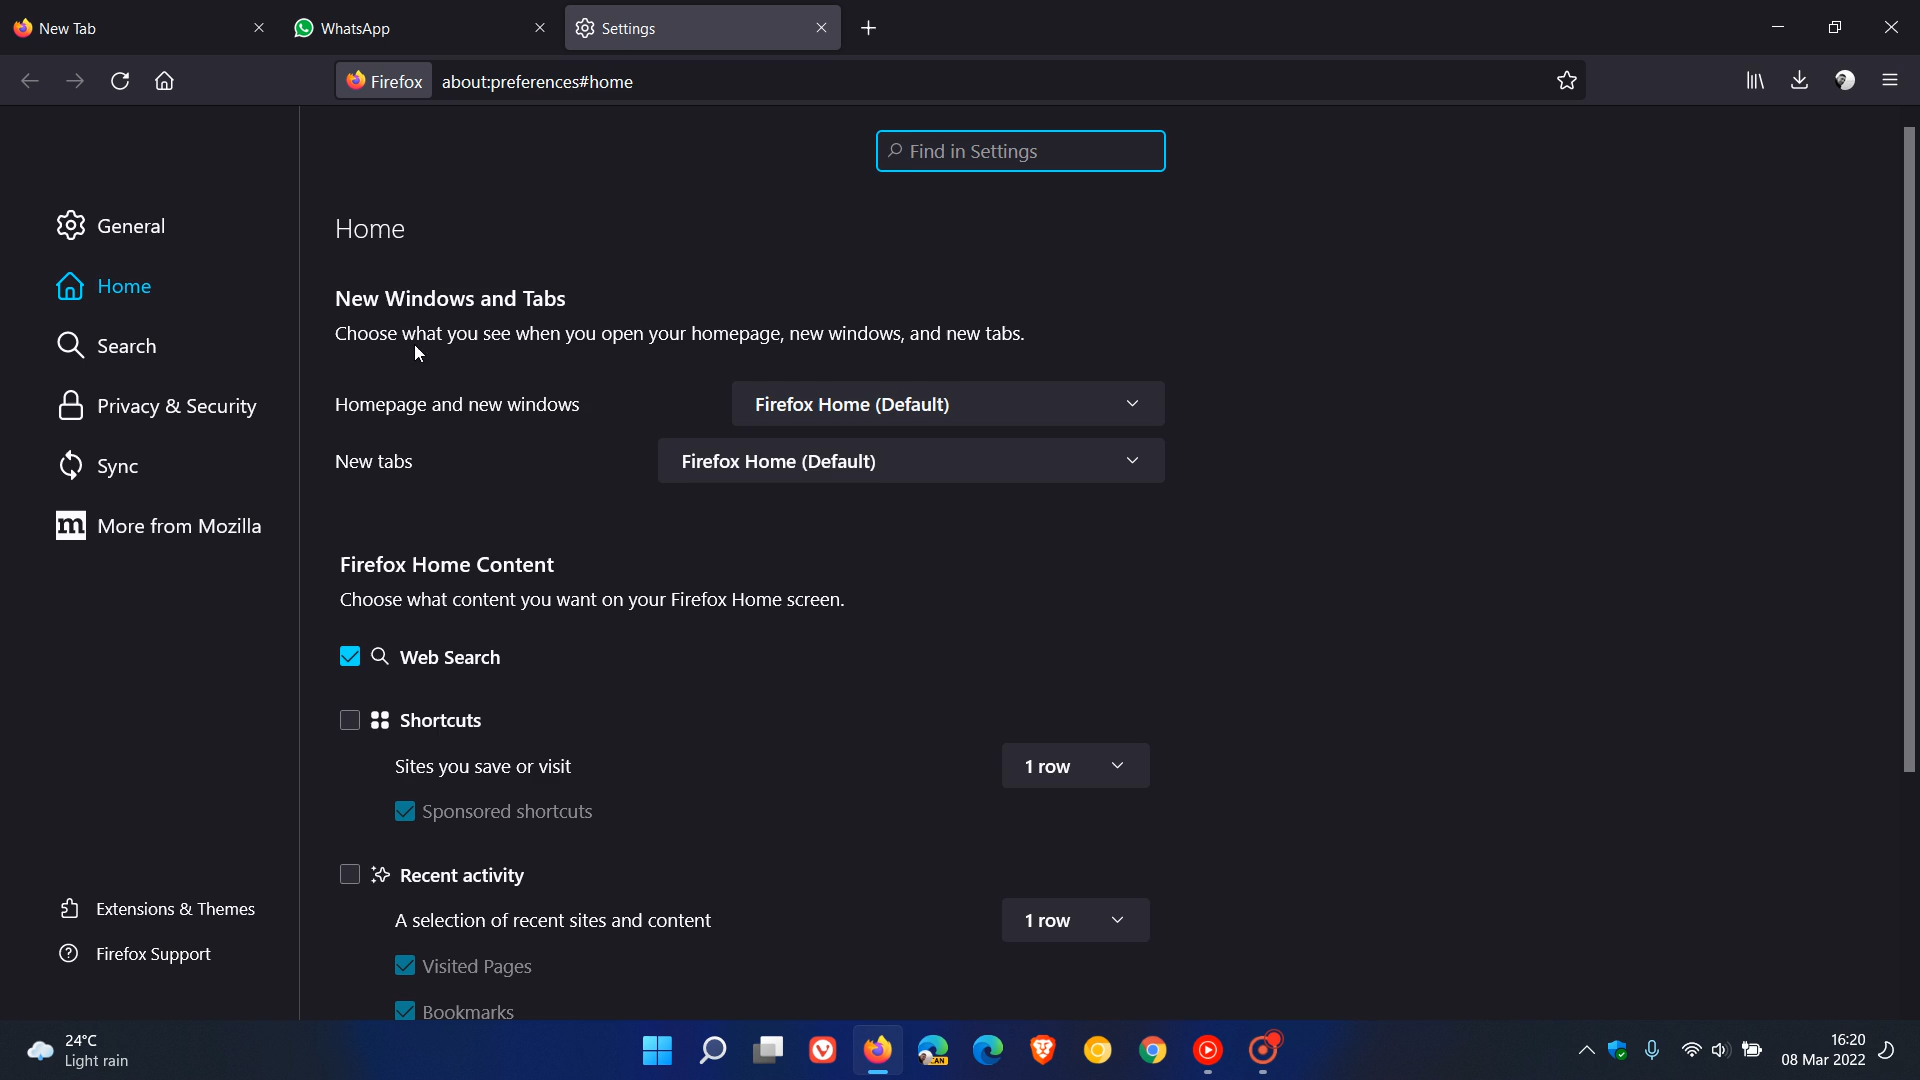 New Tab
WhatsApp
Settings
Firefox about:preferences#home
Find in Settings
General
Home
Search
Privacy & Security
Sync
m More from Mozilla
Extensions & Themes
Firefox Support
Home
New Windows and Tabs
Choose what you see when you open your homepage, new windows, and new tabs.
Homepage and new windows Firefox Home (Default)
New tabs Firefox Home (Default)
Firefox Home Content
Choose what content you want on your Firefox Home screen.
Web Search
Shortcuts
Sites you save or visit 1 row
Sponsored shortcuts
Recent activity
A selection of recent sites and content 1 row
Visited Pages
Bookmarks
24°C
Light rain
CAN
16:20
08 Mar 2022